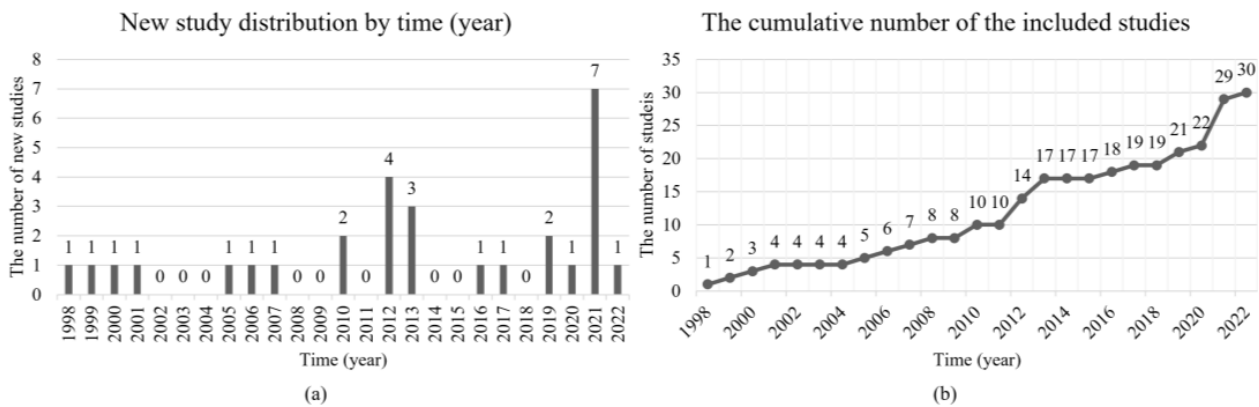 New study distribution by time (year)
The number of new studies
8
7
6
5
4
3
2
1
0
1 1 1 1 0 0 0 1 1 1 0 0 2 0 4 3 0 0 1 1 0 2 1 7 1
1998 1999 2000 2001 2002 2003 2004 2005 2006 2007 2008 2009 2010 2011 2012 2013 2014 2015 2016 2017 2018 2019 2020 2021 2022
Time (year)
(a)
The cumulative number of the included studies
The number of studeis
35
30
25
20
15
10
5
0
1 2 3 4 4 4 4 5 6 7 8 8 10 10 14 17 17 17 18 19 19 21 22 29 30
1998 2000 2002 2004 2006 2008 2010 2012 2014 2016 2018 2020 2022
Time (year)
(b)